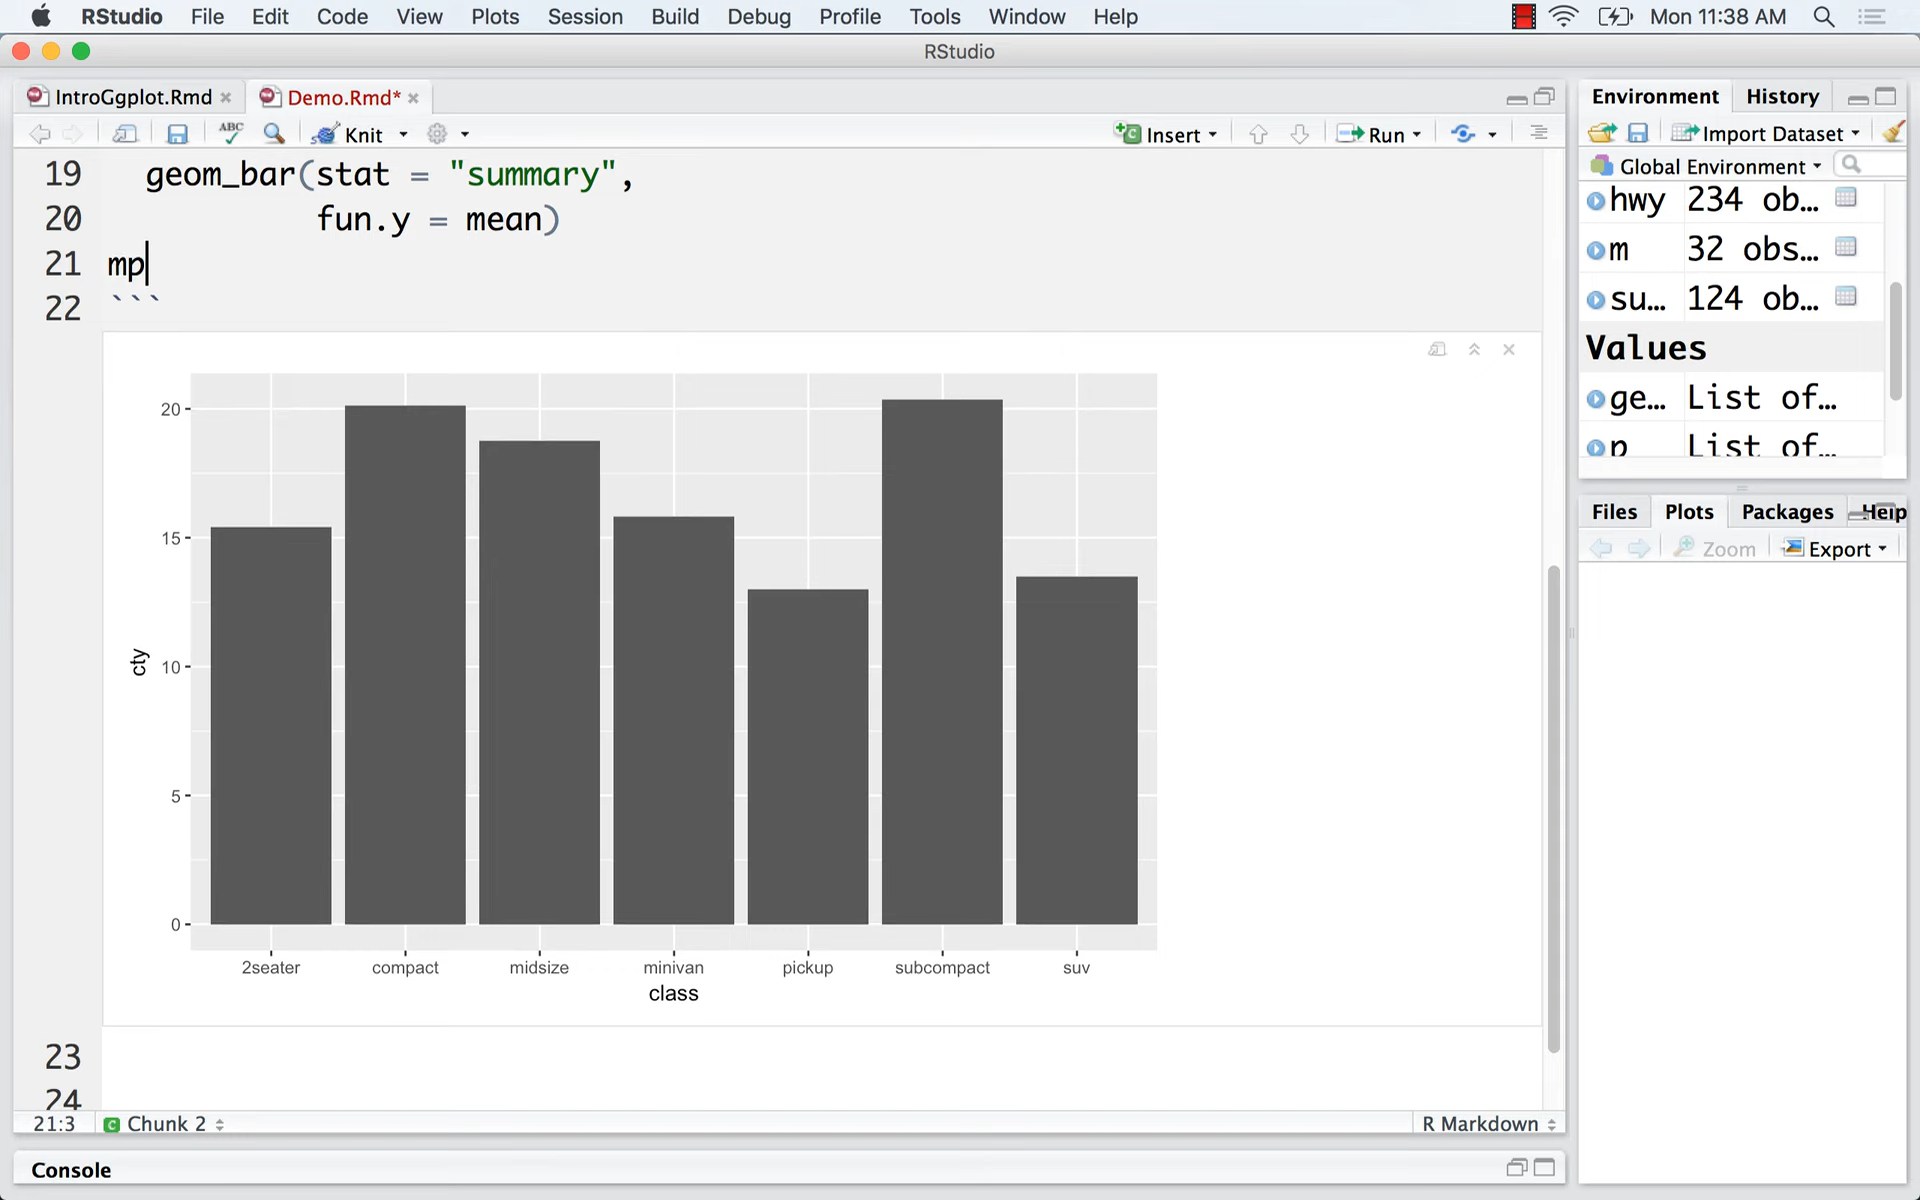 RStudio File Edit Code View Plots Session Build Debug Profile Tools Window Help Mon 11:38 AM
RStudio
IntroGgplot.Rmd Demo.Rmd*
ABC Knit Insert Run
19 geom_bar(stat = "summary",
20 fun.y = mean)
21 mp
22 ```
20
15
10
5
0
cty
2seater compact midsize minivan pickup subcompact suv
class
23
24
21:3 Chunk 2 R Markdown
Console
Environment History
Import Dataset
Global Environment
hwy 234 ob…
m 32 obs…
su… 124 ob…
Values
ge… List of…
p List of…
Files Plots Packages Help
Zoom Export